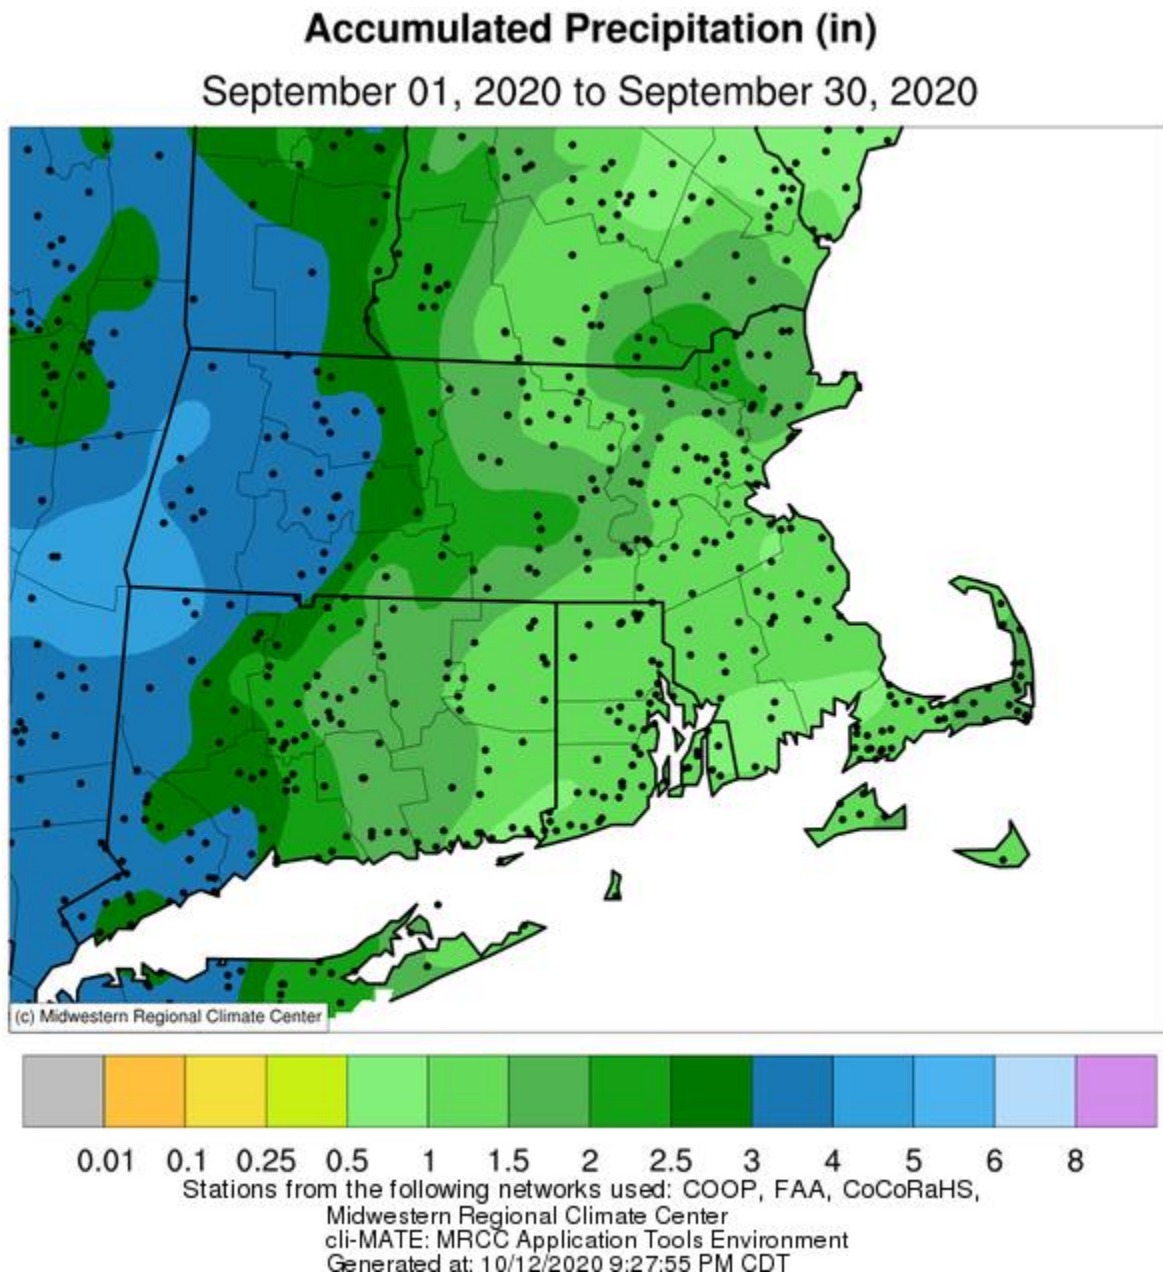 Accumulated Precipitation (in)
September 01, 2020 to September 30, 2020
(c) Midwestern Regional Climate Center
0.01 0.1 0.25 0.5 1 1.5 2 2.5 3 4 5 6 8
Stations from the following networks used: COOP, FAA, CoCoRaHS,
Midwestern Regional Climate Center
cli-MATE: MRCC Application Tools Environment
Generated at: 10/12/2020 9:27:55 PM CDT